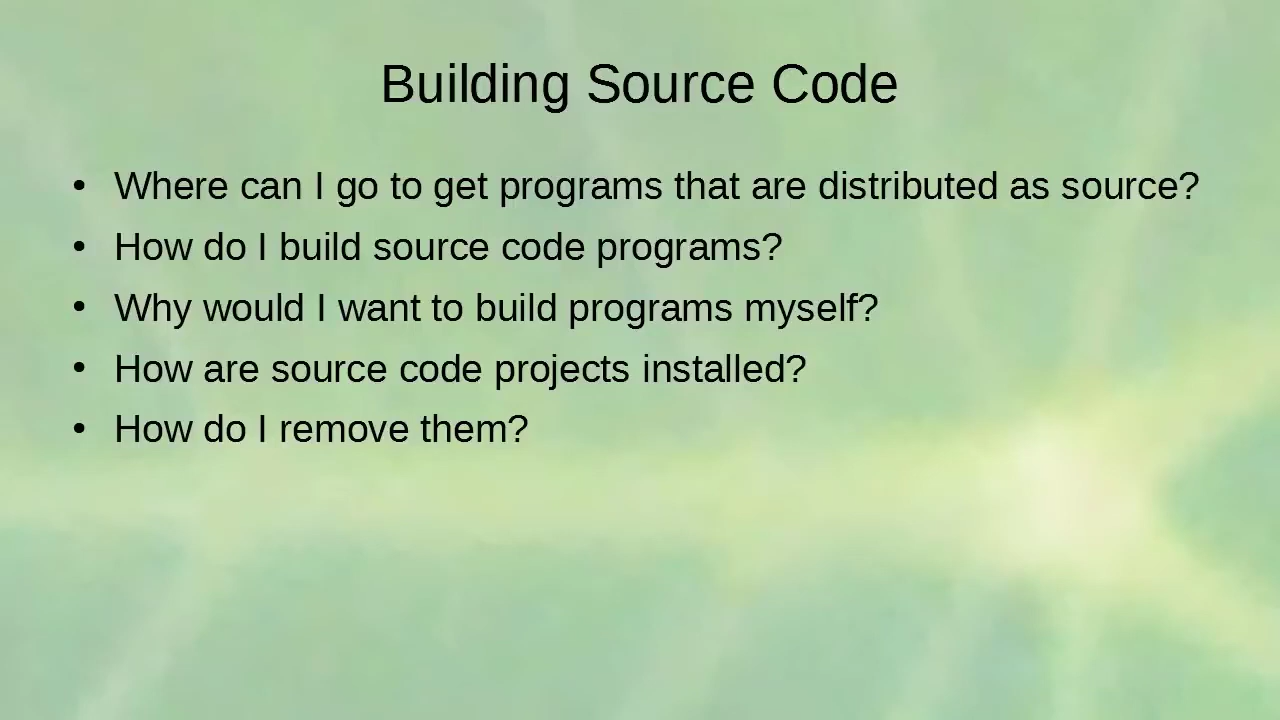 Building Source Code
• Where can I go to get programs that are distributed as source?
• How do I build source code programs?
• Why would I want to build programs myself?
• How are source code projects installed?
• How do I remove them?